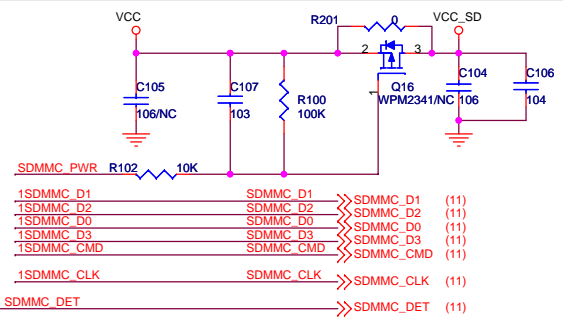 VCC
R201
0
VCC_SD
2
3
C105
106/NC
C107
103
R100
100K
1
Q16
WPM2341/NC
C104
106
C106
104
SDMMC_PWR
R102
10K
1SDMMC_D1 SDMMC_D1 SDMMC_D1 (11)
1SDMMC_D2 SDMMC_D2 SDMMC_D2 (11)
1SDMMC_D0 SDMMC_D0 SDMMC_D0 (11)
1SDMMC_D3 SDMMC_D3 SDMMC_D3 (11)
1SDMMC_CMD SDMMC_CMD SDMMC_CMD (11)
1SDMMC_CLK SDMMC_CLK SDMMC_CLK (11)
SDMMC_DET SDMMC_DET (11)